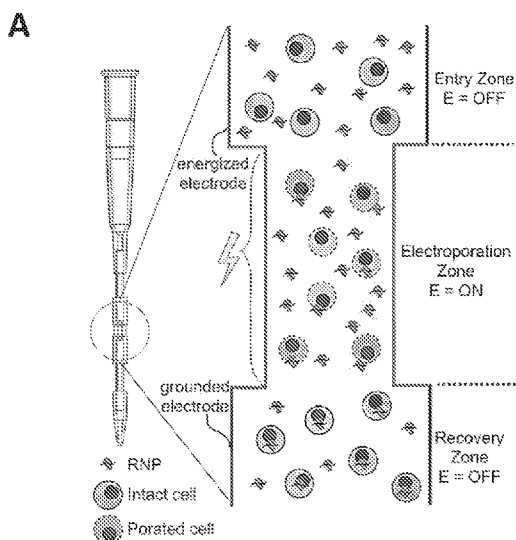 A
Entry Zone
E = OFF
energized
electrode
Electroporation
Zone
E = ON
grounded
electrode
Recovery
Zone
E = OFF
RNP
Intact cell
Porated cell